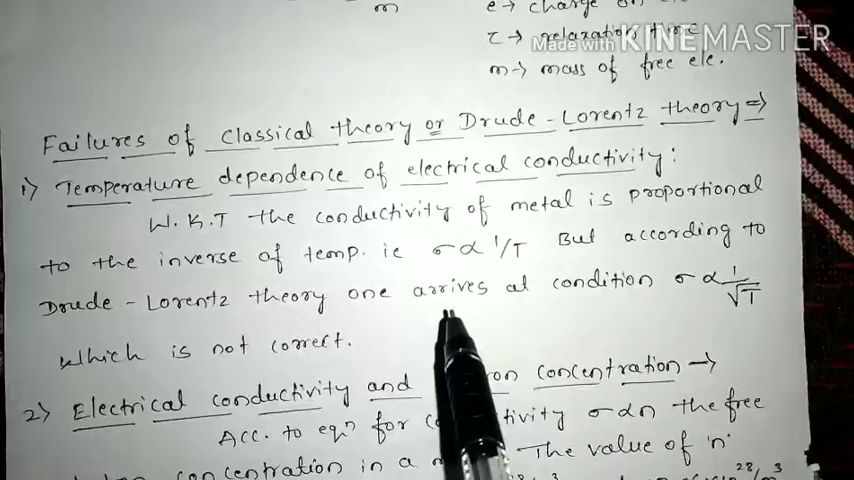 m e → charge on
τ → relaxation
Made with KINEMASTER
m → mass of free ele.
Failures of classical theory or Drude - Lorentz theory ⇒
1) Temperature dependence of electrical conductivity :
W.K.T the conductivity of metal is proportional
to the inverse of temp. ie σ α 1/T But according to
Drude - Lorentz theory one arrives at condition σ α 1/√T
which is not correct.
2) Electrical conductivity and concentration →
Acc. to eqn for σ α n the free
concentration in a The value of 'n'
28/m3